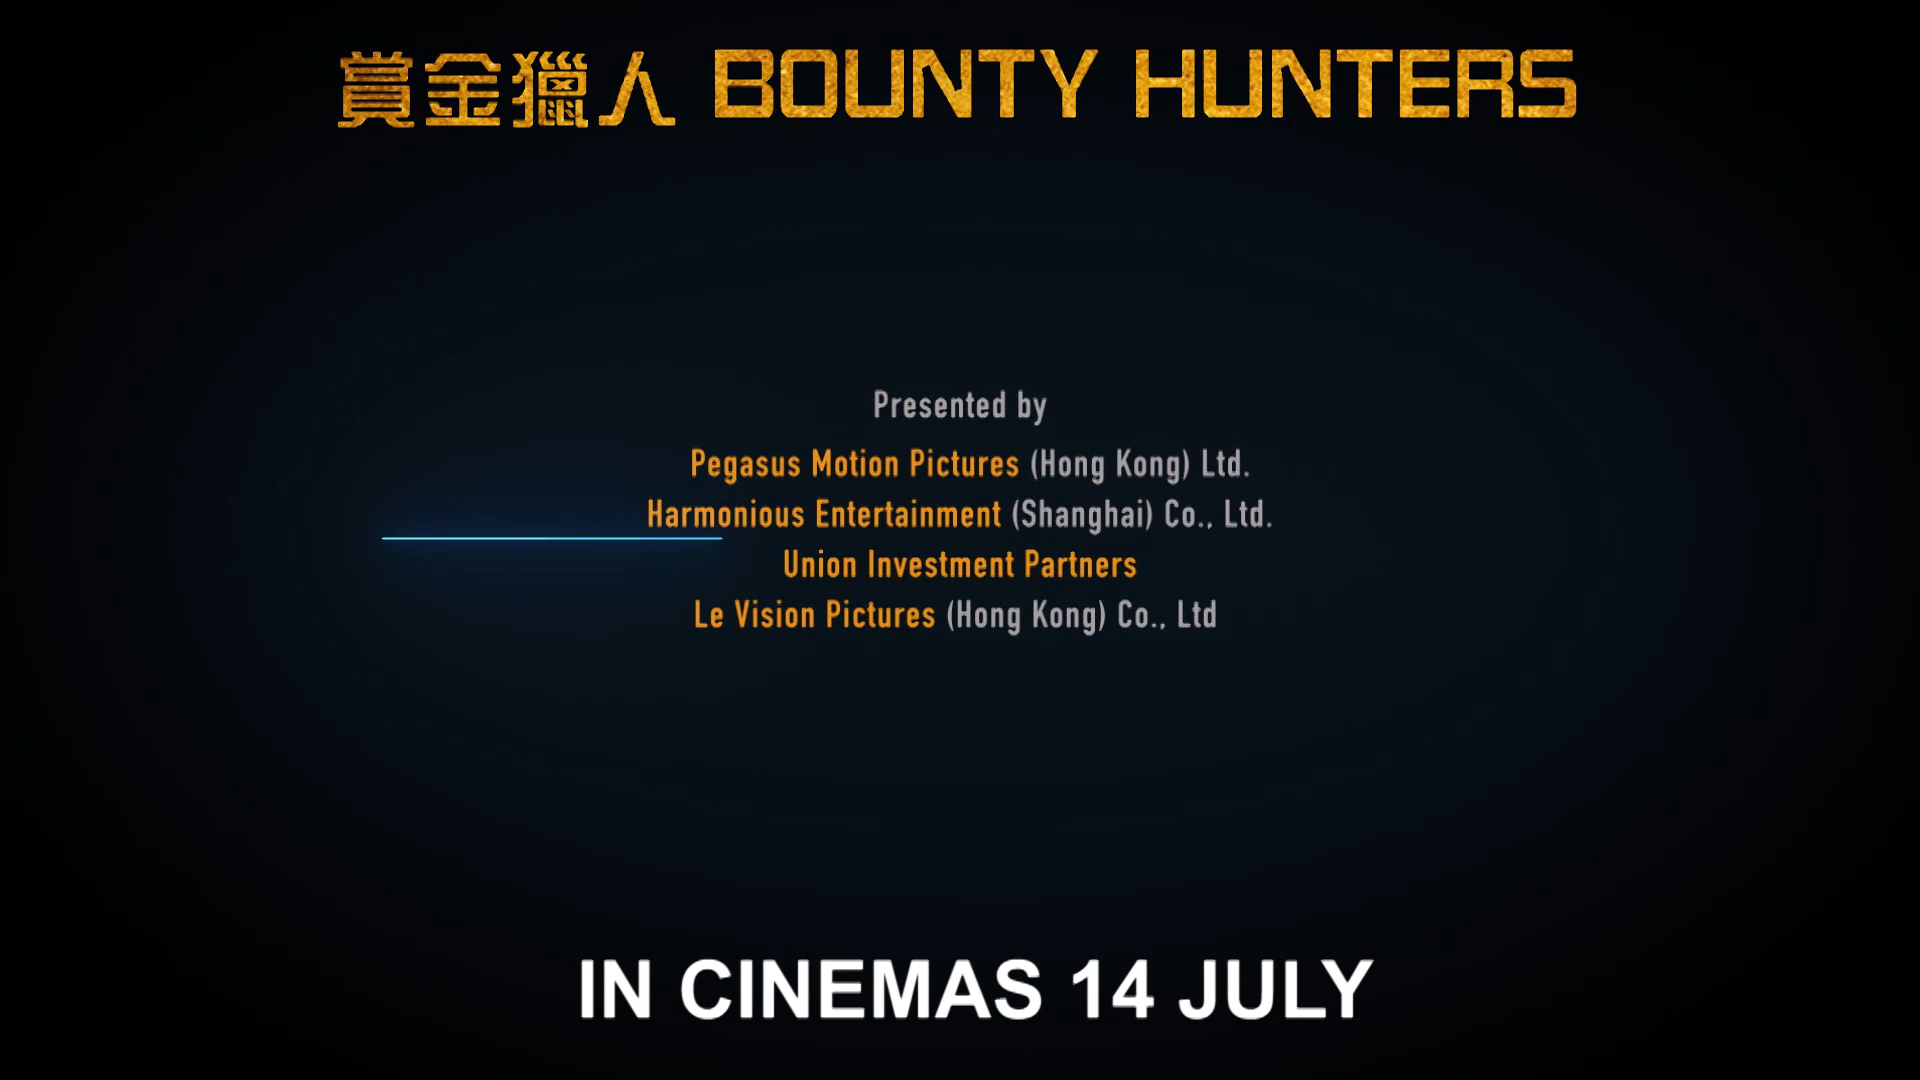 賞金獵人 BOUNTY HUNTERS
Presented by
Pegasus Motion Pictures (Hong Kong) Ltd.
Harmonious Entertainment (Shanghai) Co., Ltd.
Union Investment Partners
Le Vision Pictures (Hong Kong) Co., Ltd
IN CINEMAS 14 JULY